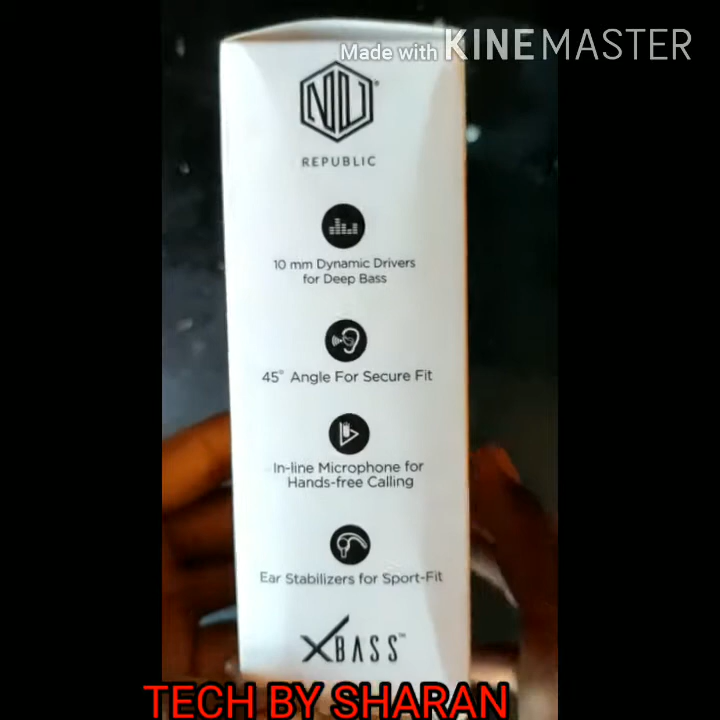 Made with KINEMASTER
NU
REPUBLIC
10 mm Dynamic Drivers
for Deep Bass
45° Angle For Secure Fit
In-line Microphone for
Hands-free Calling
Ear Stabilizers for Sport-Fit
XBASS™
TECH BY SHARAN